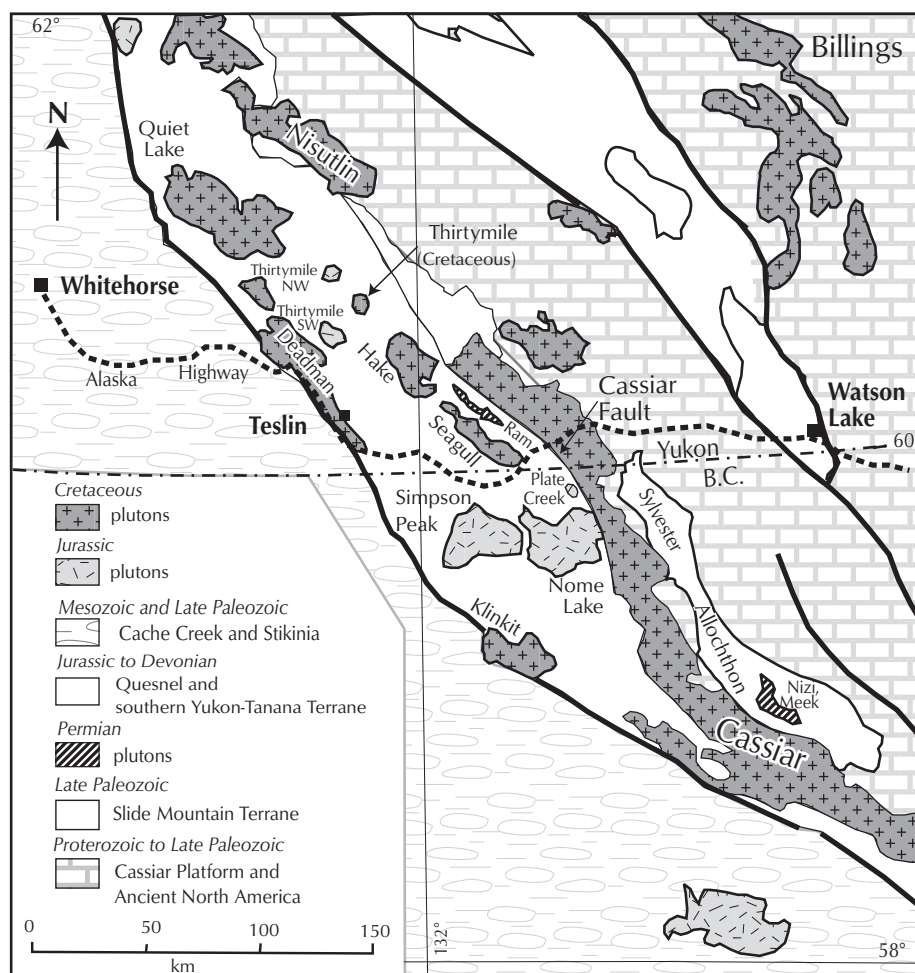 62°
Billings
N
Quiet
Lake
Nisutlin
Thirtymile
(Cretaceous)
Thirtymile
NW
Whitehorse
Thirtymile
SW
Deadman
Hake
Alaska
Highway
Cassiar
Fault
Watson
Lake
Teslin
Ram
Seagull
60
Yukon
B.C.
Plate
Creek
Simpson
Peak
Sylvester
Cretaceous
plutons
Jurassic
plutons
Nome
Lake
Mesozoic and Late Paleozoic
Cache Creek and Stikinia
Klinkit
Allochthon
Jurassic to Devonian
Quesnel and
southern Yukon-Tanana Terrane
Nizi,
Meek
Permian
plutons
Cassiar
Late Paleozoic
Slide Mountain Terrane
Proterozoic to Late Paleozoic
Cassiar Platform and
Ancient North America
0 50 100 150
km
132°
58°